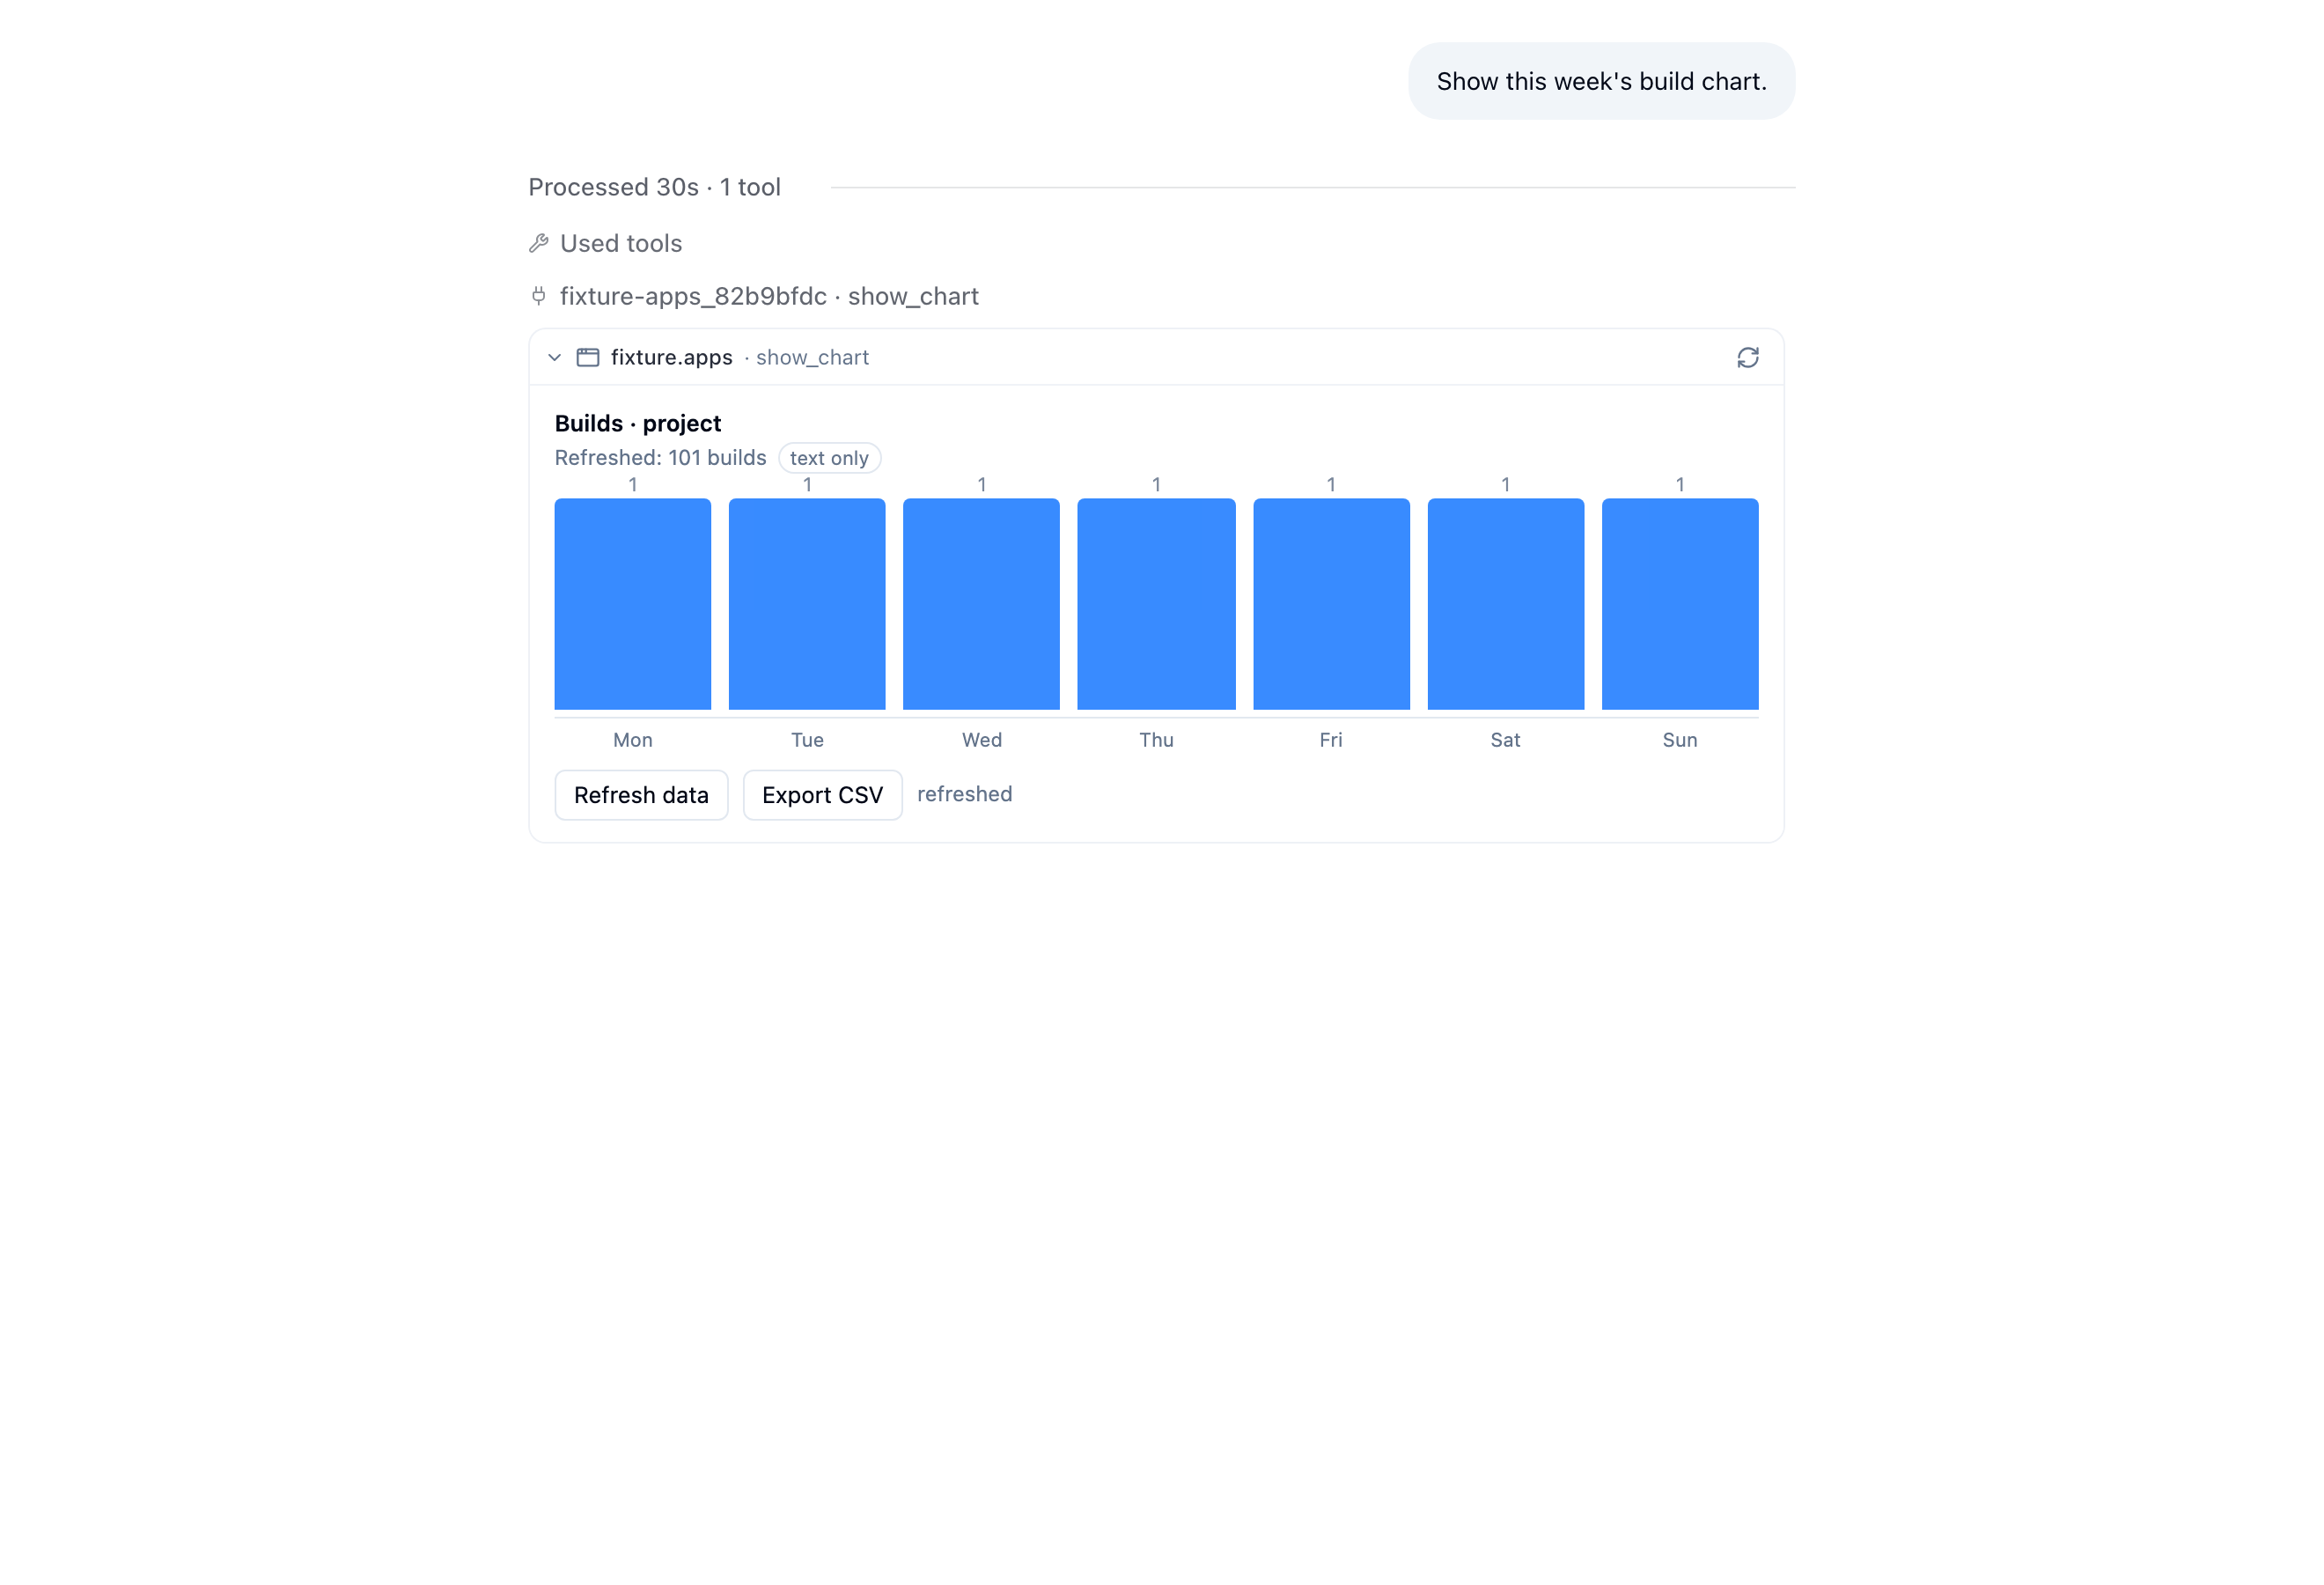 Show this week's build chart.
Processed 30s · 1 tool
Used tools
fixture-apps_82b9bfdc · show_chart
fixture.apps · show_chart
Builds · project
Refreshed: 101 builds text only
1 1 1 1 1 1 1
Mon Tue Wed Thu Fri Sat Sun
Refresh data Export CSV refreshed